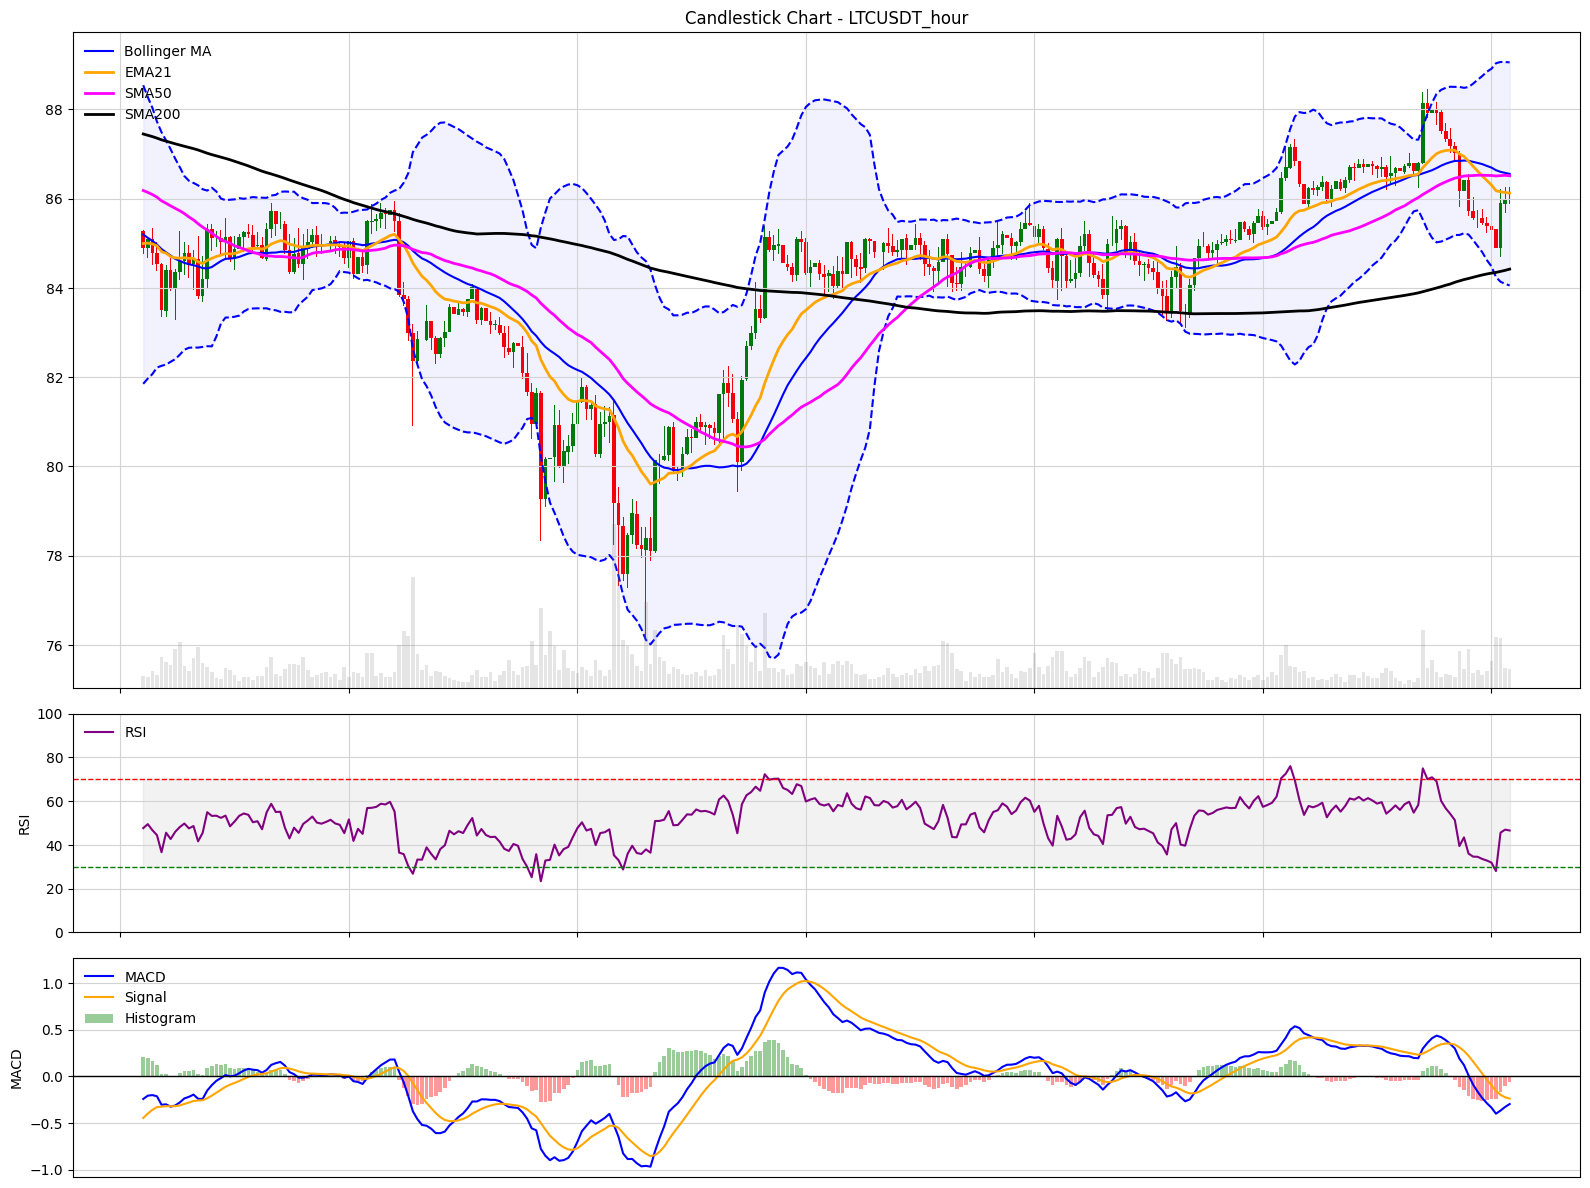 Candlestick Chart - LTCUSDT_hour
Bollinger MA
EMA21
SMA50
SMA200
88
86
84
82
80
78
76
RSI
100
80
60
40
20
0
RSI
MACD
Signal
Histogram
1.0
0.5
0.0
−0.5
−1.0
MACD